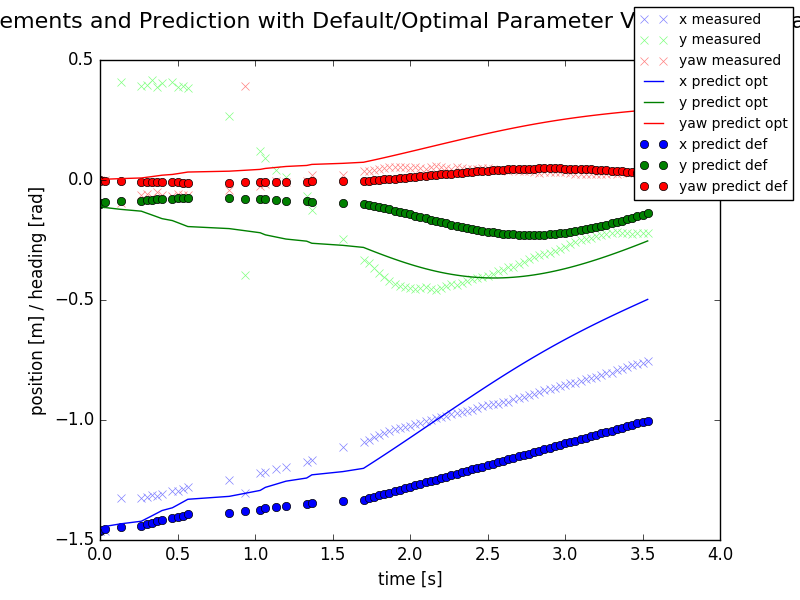 ements and Prediction with Default/Optimal Parameter V
x measured
y measured
yaw measured
x predict opt
y predict opt
yaw predict opt
x predict def
y predict def
yaw predict def
0.5
0.0
−0.5
−1.0
−1.5
position [m] / heading [rad]
0.0 0.5 1.0 1.5 2.0 2.5 3.0 3.5 4.0
time [s]